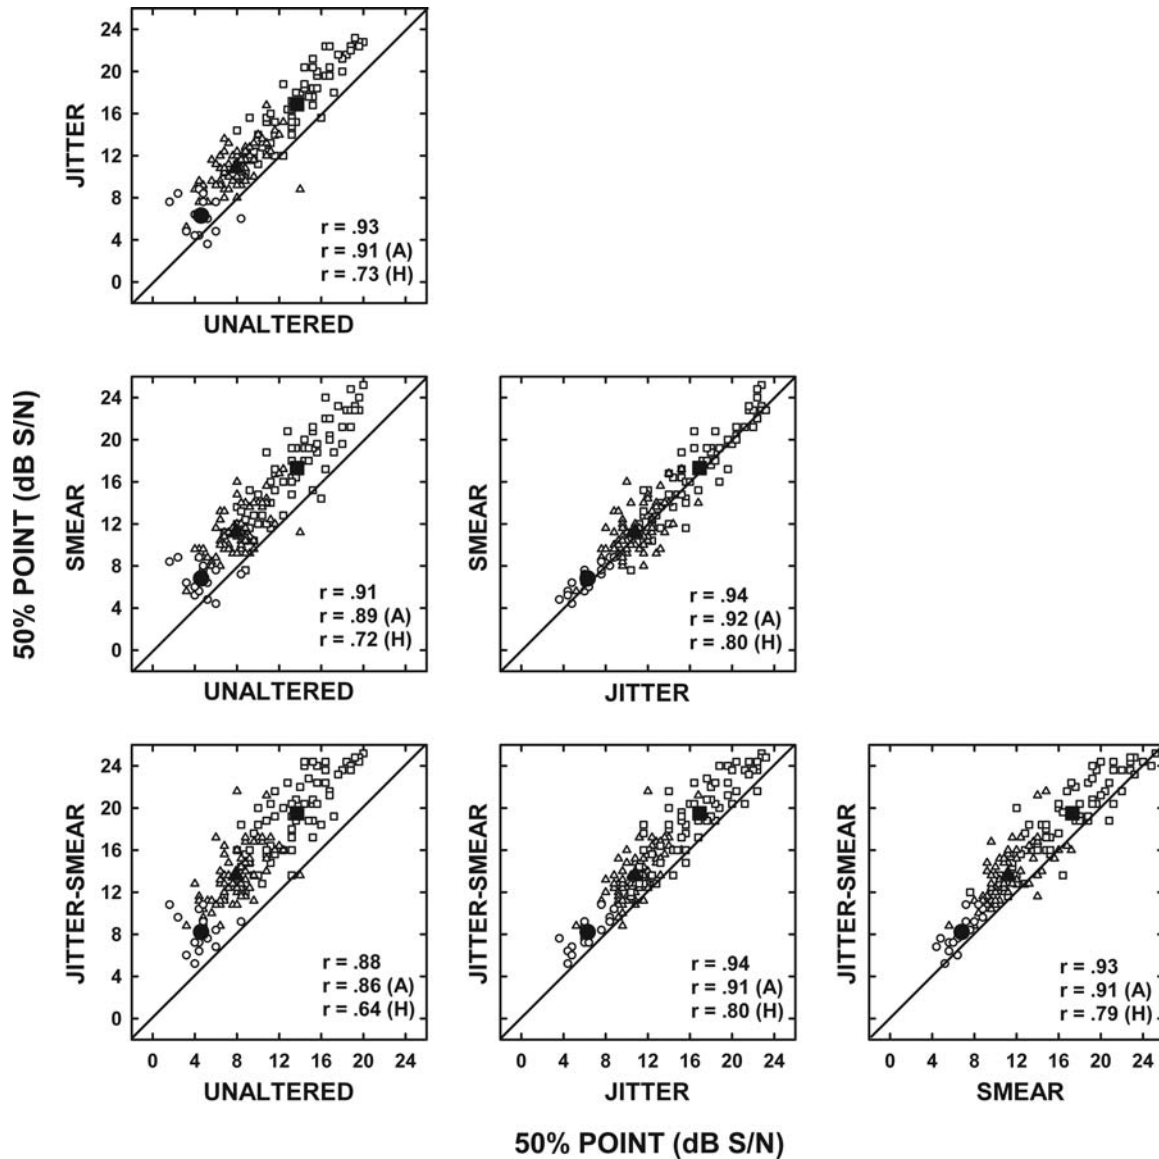 24
20
16
12
8
4
0
JITTER
r = .93
r = .91 (A)
r = .73 (H)
UNALTERED
50% POINT (dB S/N)
24
20
16
12
8
4
0
SMEAR
r = .91
r = .89 (A)
r = .72 (H)
UNALTERED
SMEAR
r = .94
r = .92 (A)
r = .80 (H)
JITTER
24
20
16
12
8
4
0
JITTER-SMEAR
r = .88
r = .86 (A)
r = .64 (H)
0 4 8 12 16 20 24
UNALTERED
JITTER-SMEAR
r = .94
r = .91 (A)
r = .80 (H)
0 4 8 12 16 20 24
JITTER
JITTER-SMEAR
r = .93
r = .91 (A)
r = .79 (H)
0 4 8 12 16 20 24
SMEAR
50% POINT (dB S/N)